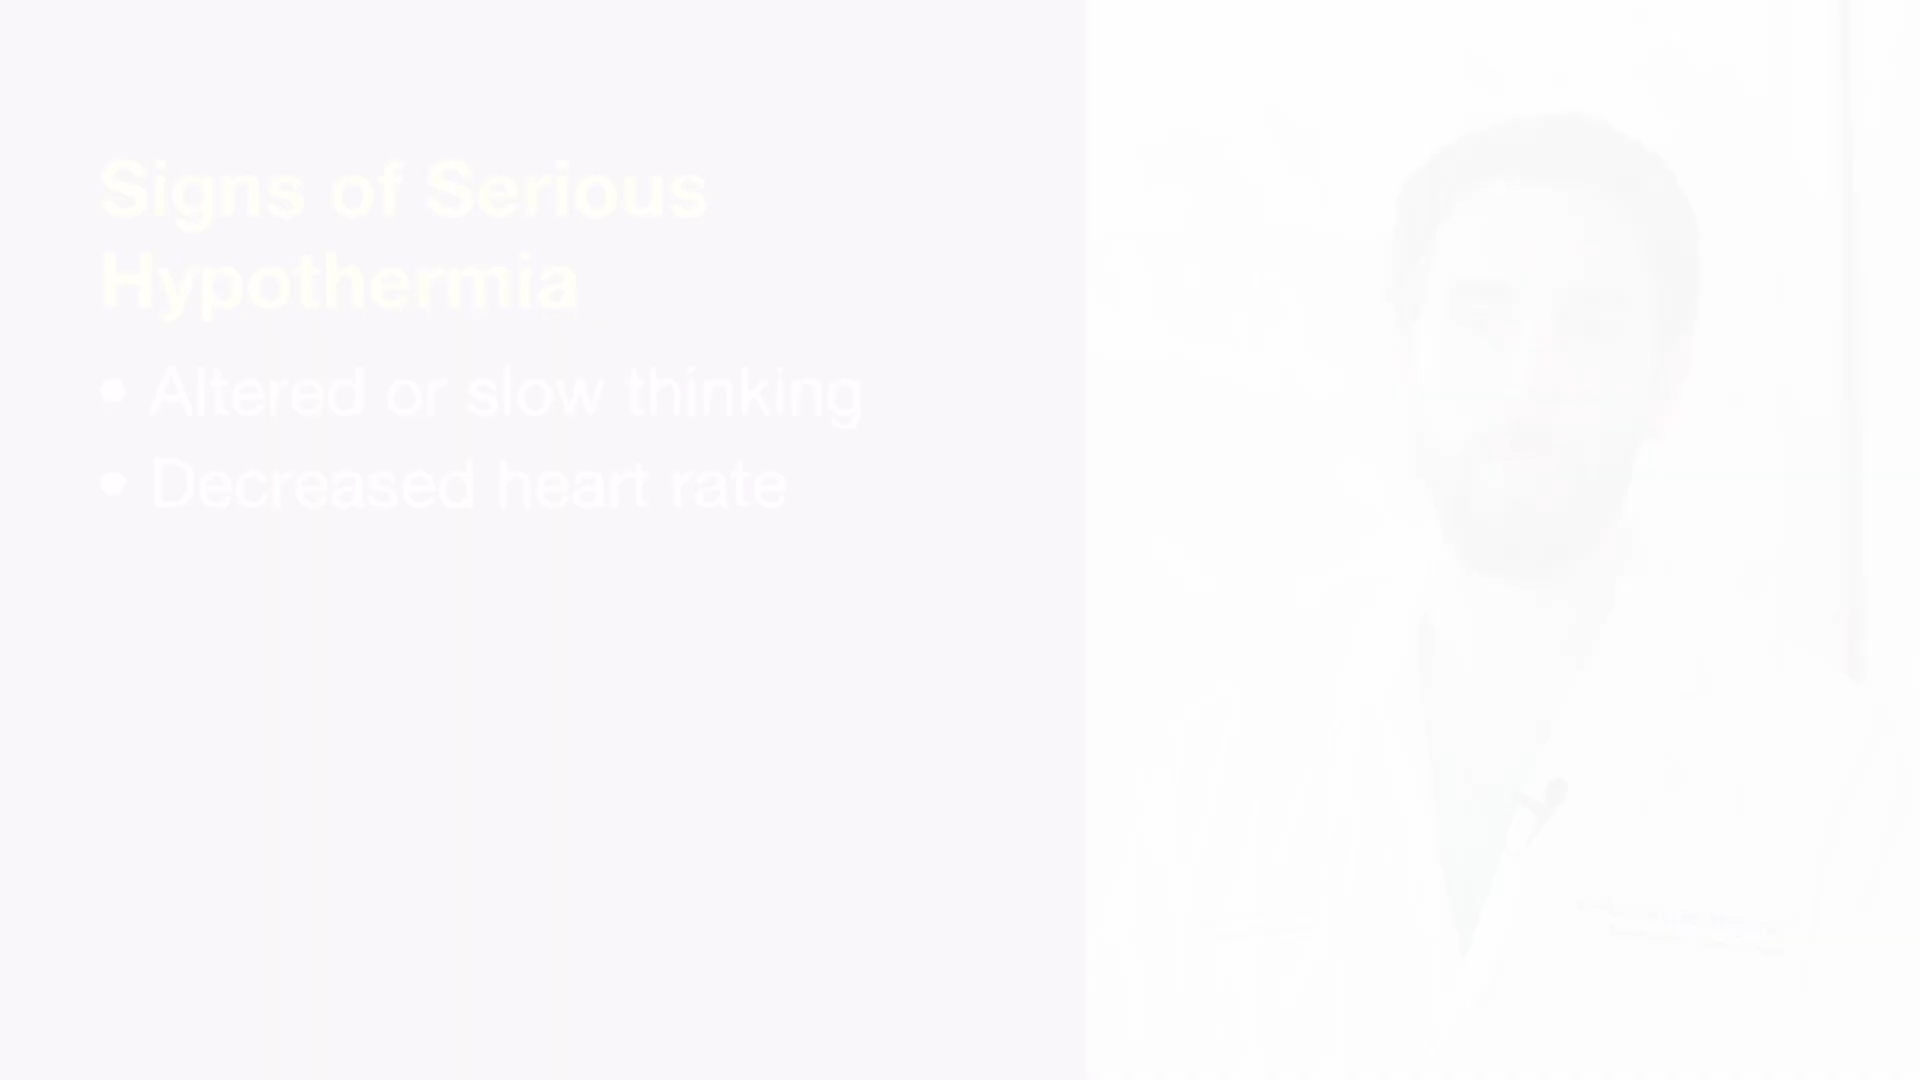 Signs of Serious
Hypothermia
• Altered or slow thinking
• Decreased heart rate